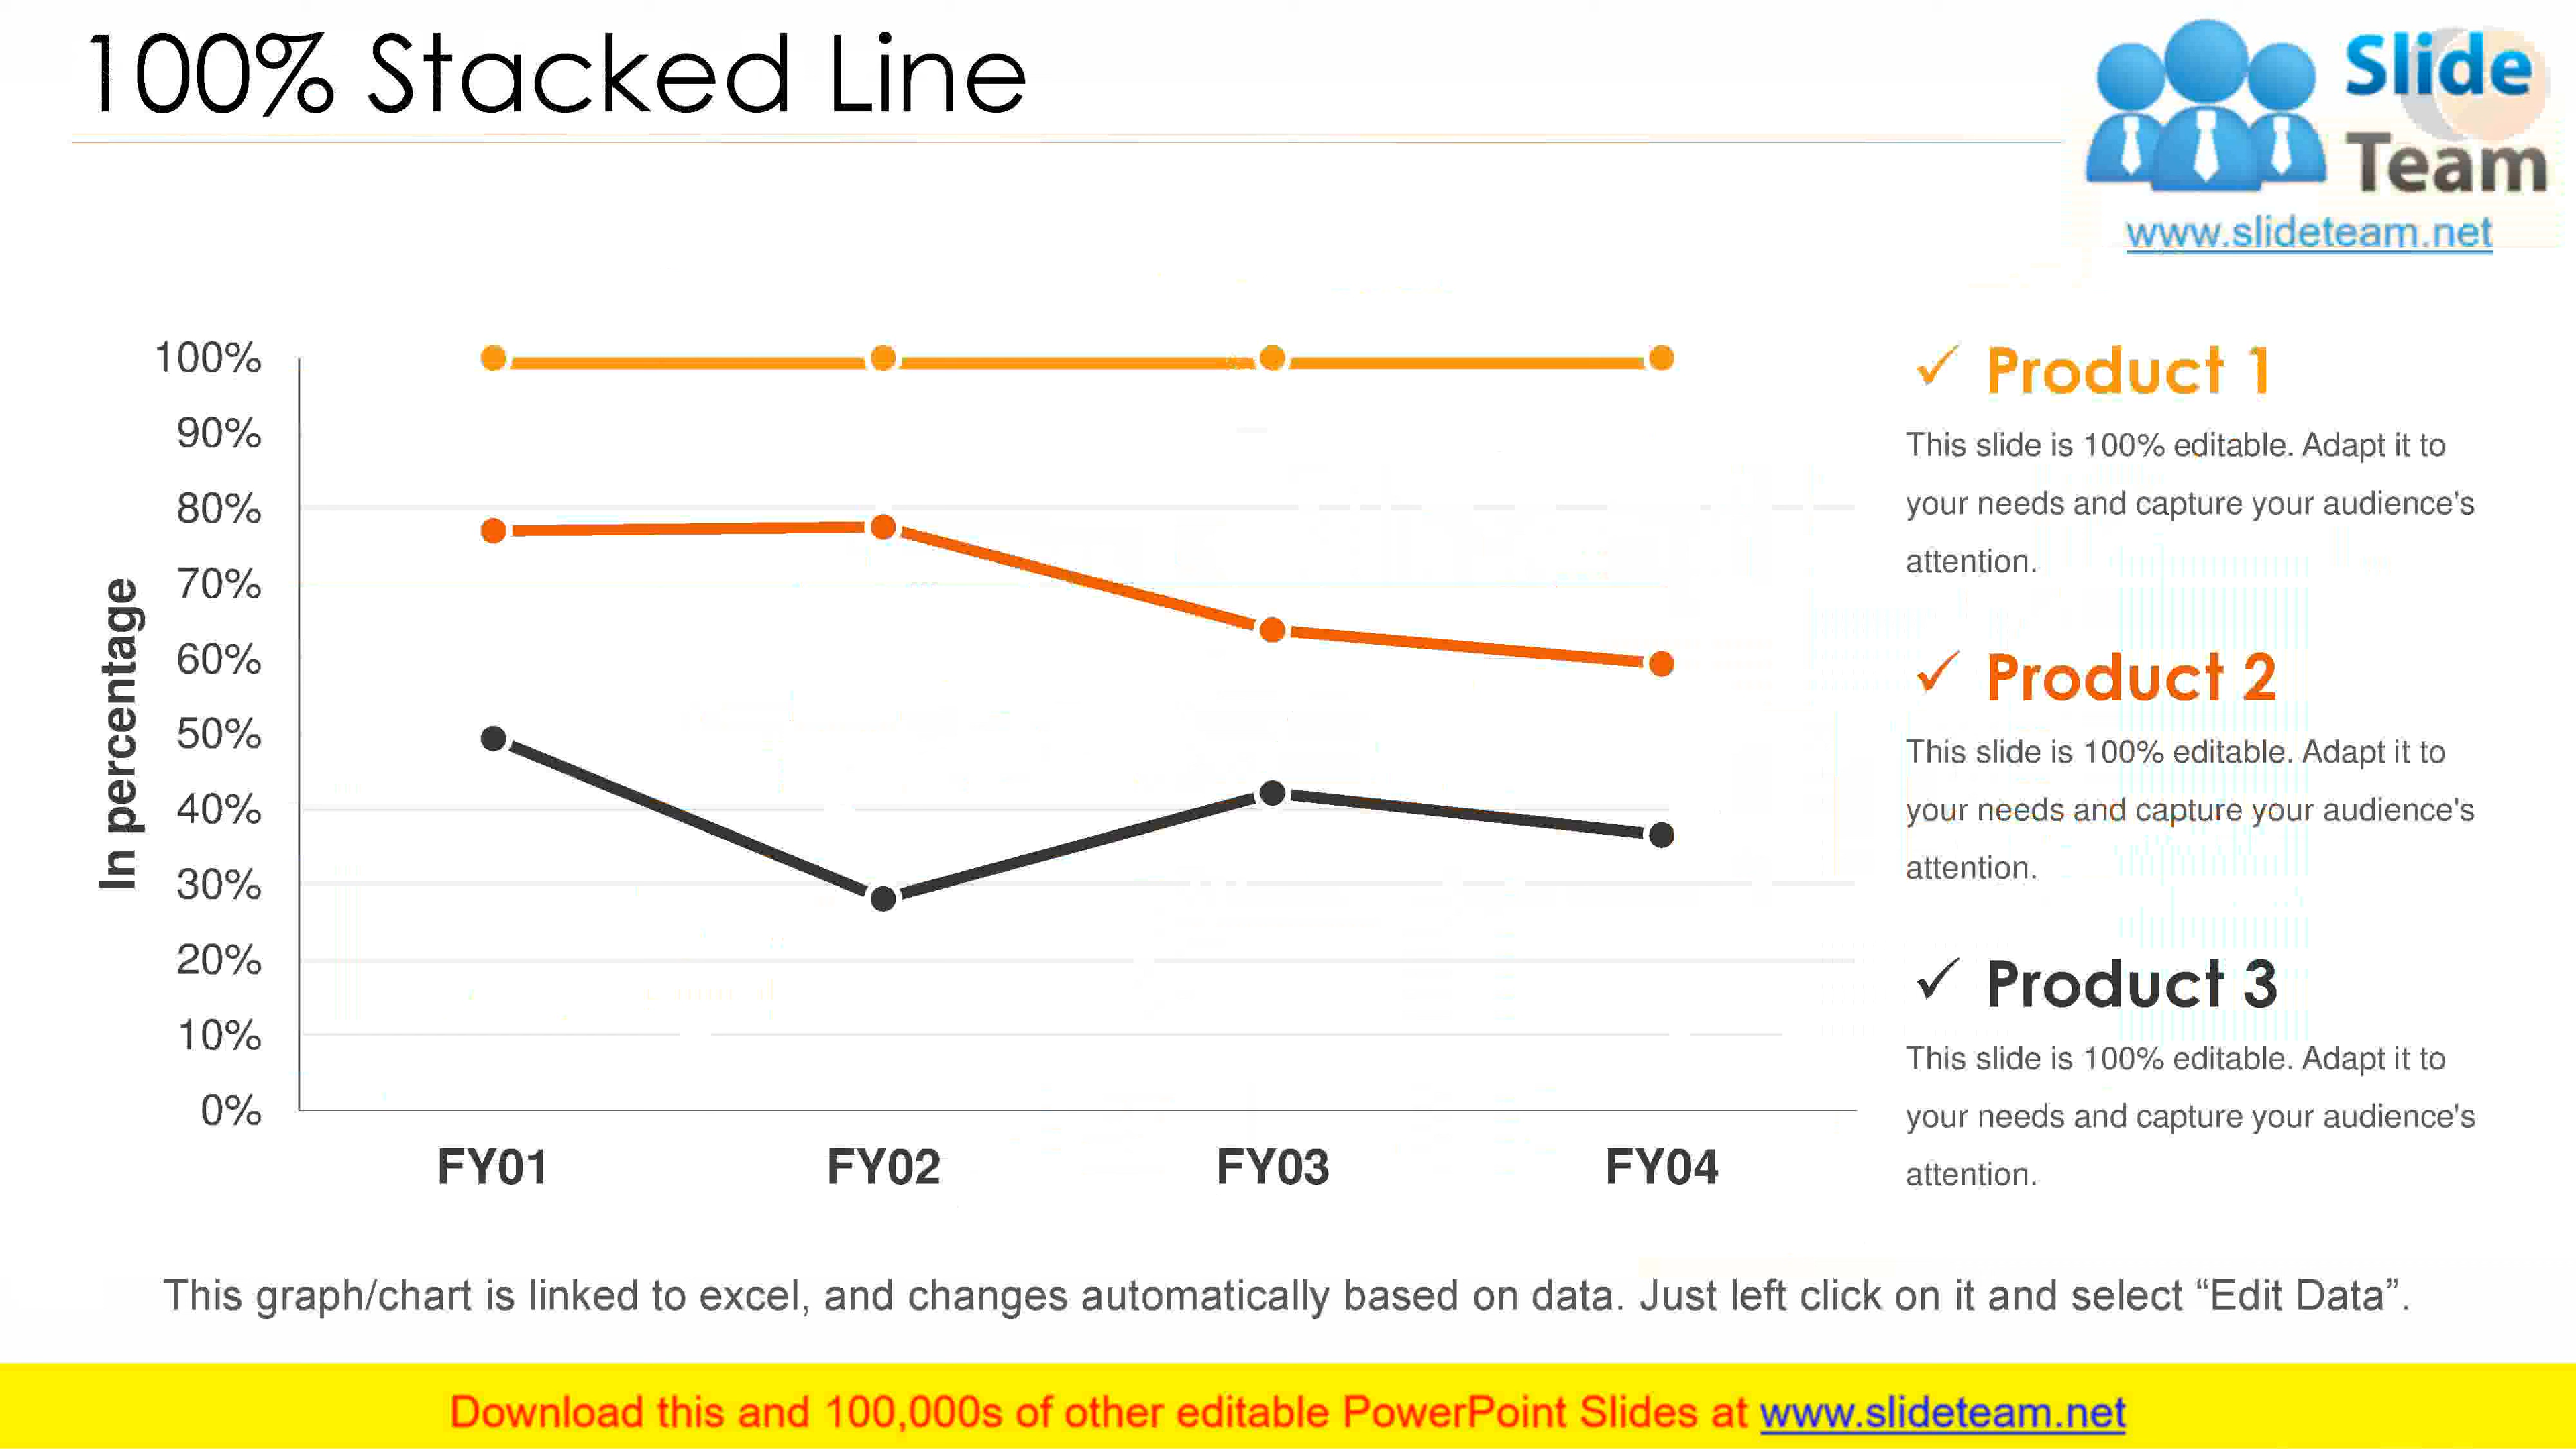 100% Stacked Line
Slide
Team
www.slideteam.net
100%
90%
80%
70%
60%
50%
40%
30%
20%
10%
0%
In percentage
FY01
FY02
FY03
FY04
✓ Product 1
This slide is 100% editable. Adapt it to
your needs and capture your audience's
attention.
✓ Product 2
This slide is 100% editable. Adapt it to
your needs and capture your audience's
attention.
✓ Product 3
This slide is 100% editable. Adapt it to
your needs and capture your audience's
attention.
This graph/chart is linked to excel, and changes automatically based on data. Just left click on it and select “Edit Data”.
Download this and 100,000s of other editable PowerPoint Slides at www.slideteam.net